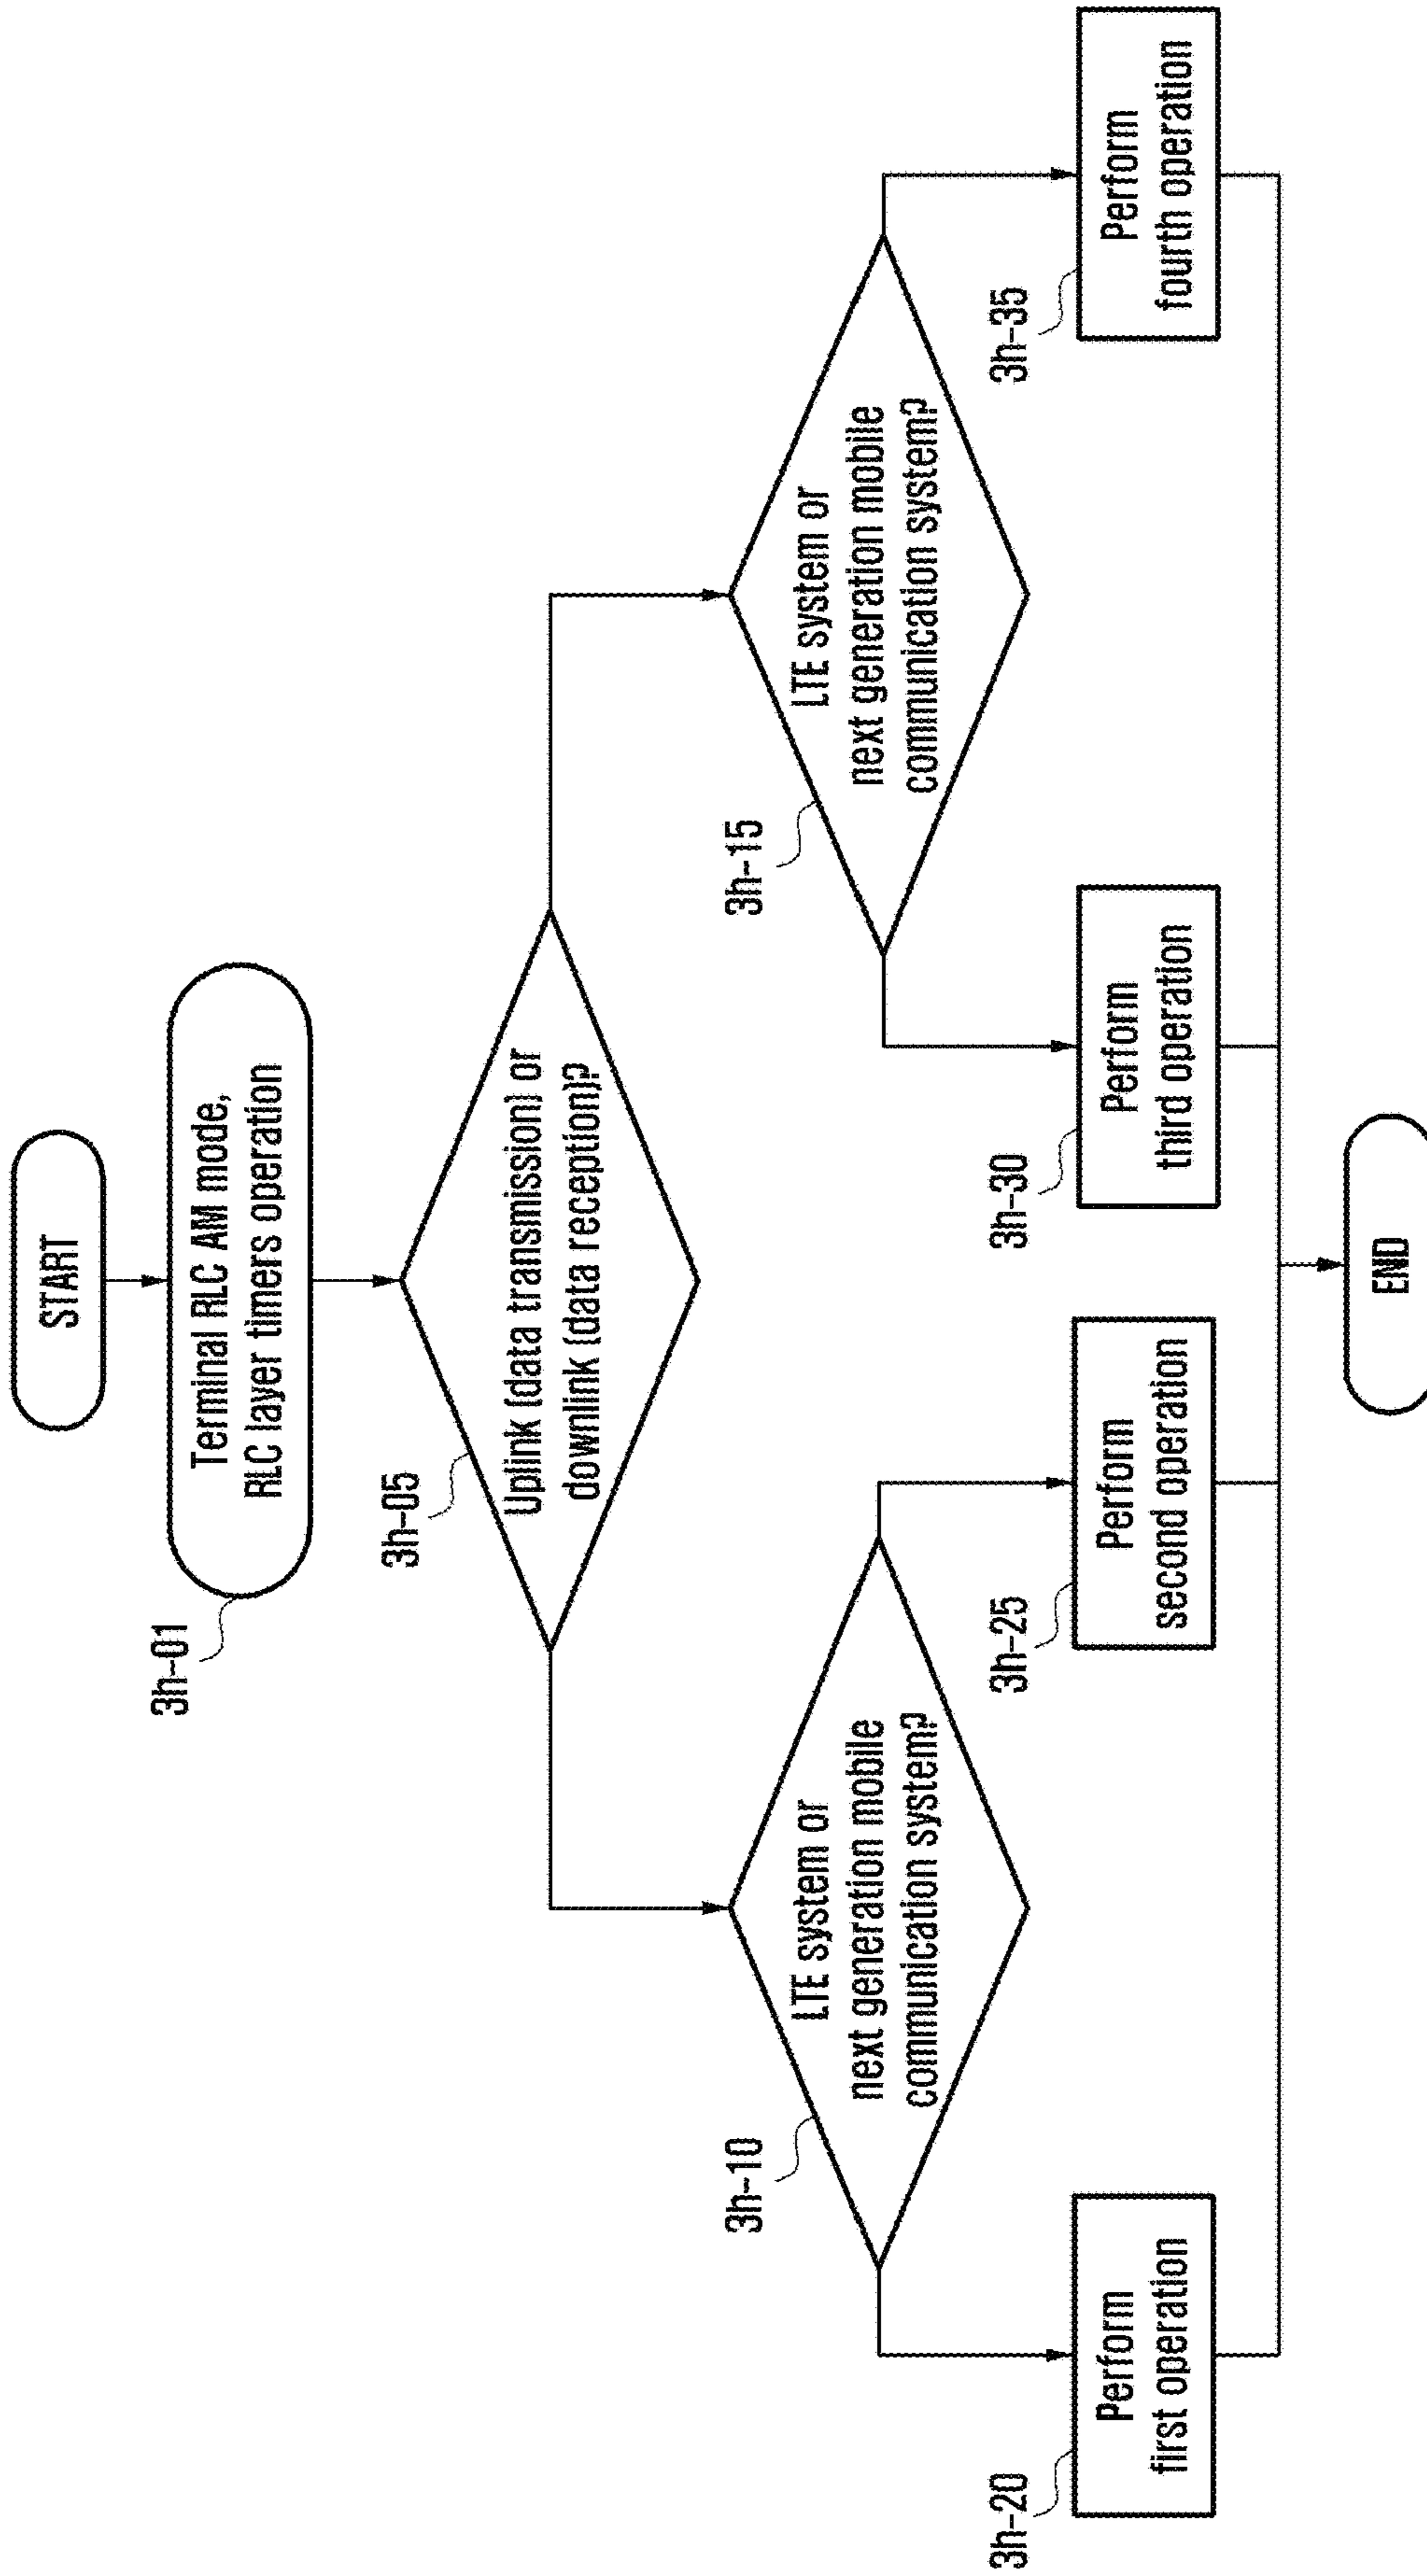 START
3h-01
Terminal RLC AM mode,
RLC layer timers operation
3h-05
Uplink (data transmission) or
downlink (data reception)?
3h-10
LTE system or
next generation mobile
communication system?
3h-15
LTE system or
next generation mobile
communication system?
3h-20
Perform
first operation
3h-25
Perform
second operation
3h-30
Perform
third operation
3h-35
Perform
fourth operation
END